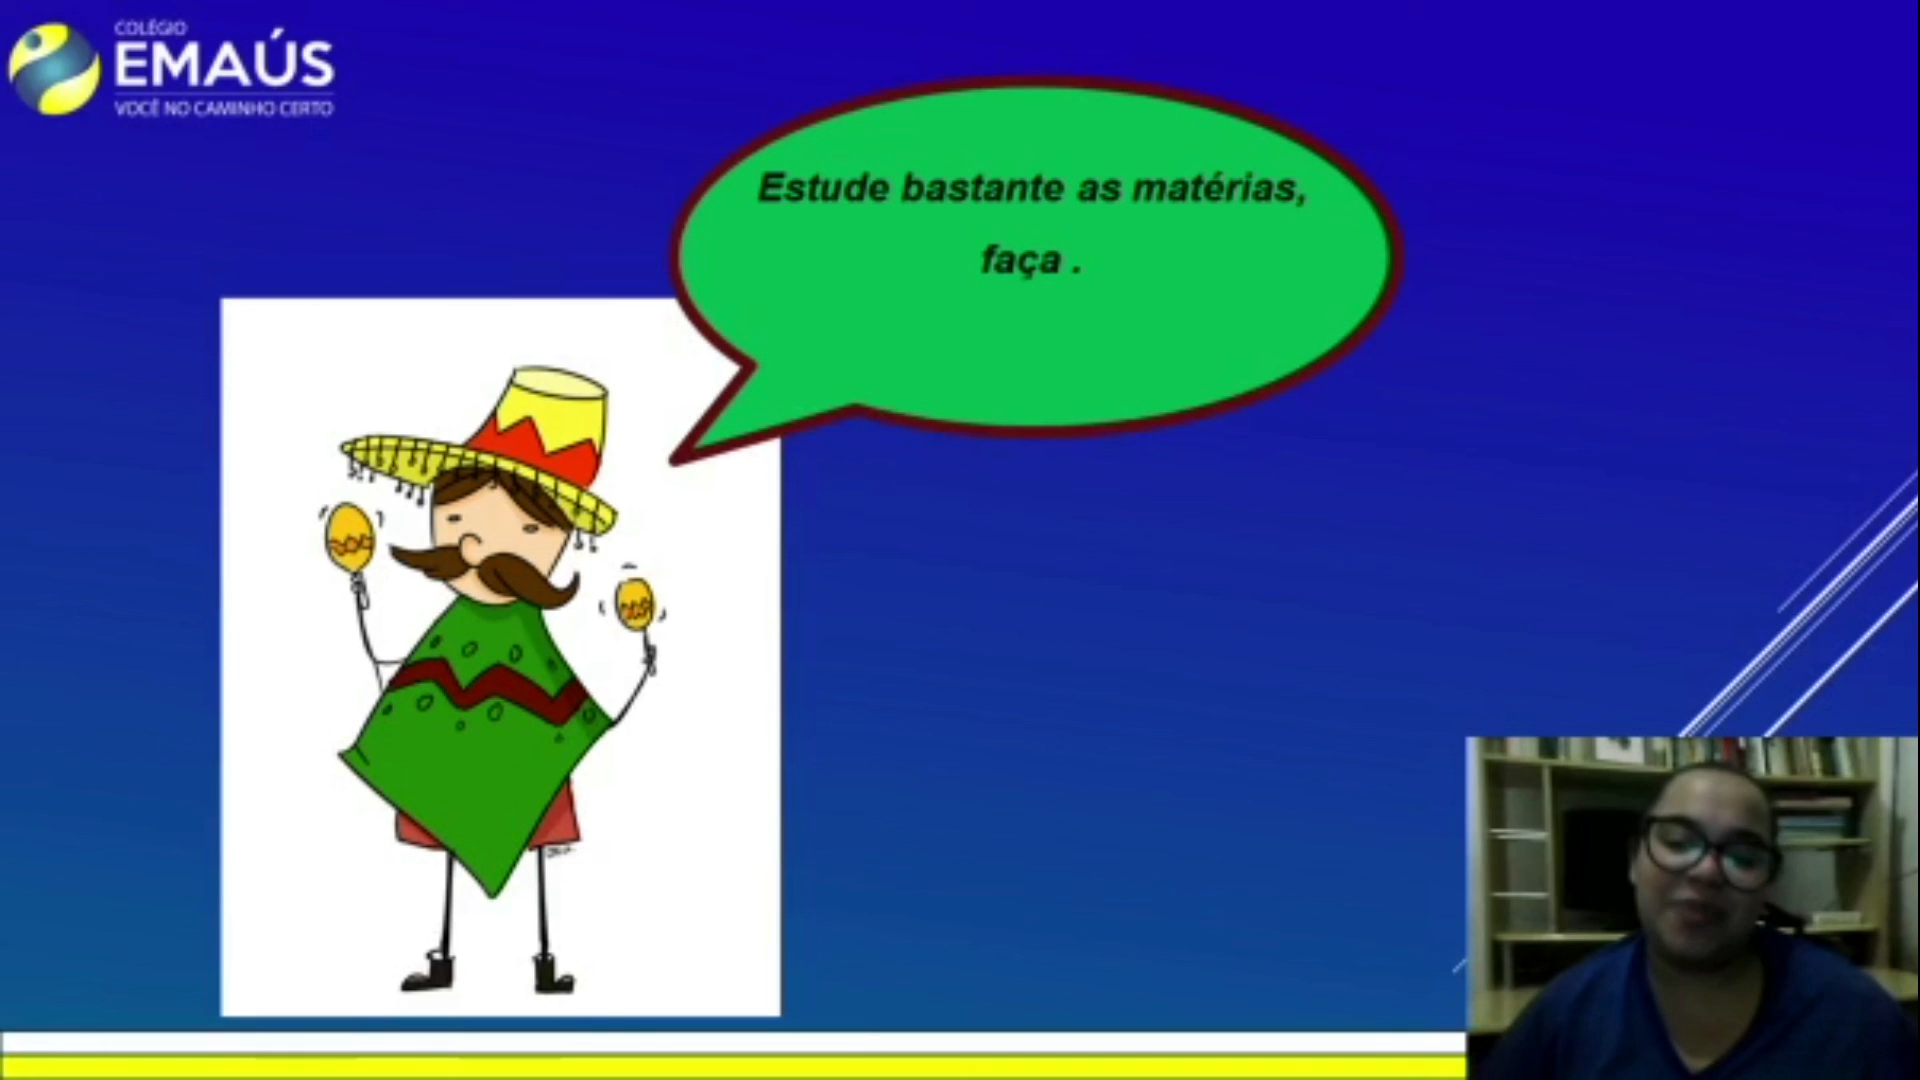 COLÉGIO
EMAÚS
VOCÊ NO CAMINHO CERTO
Estude bastante as matérias,
faça .